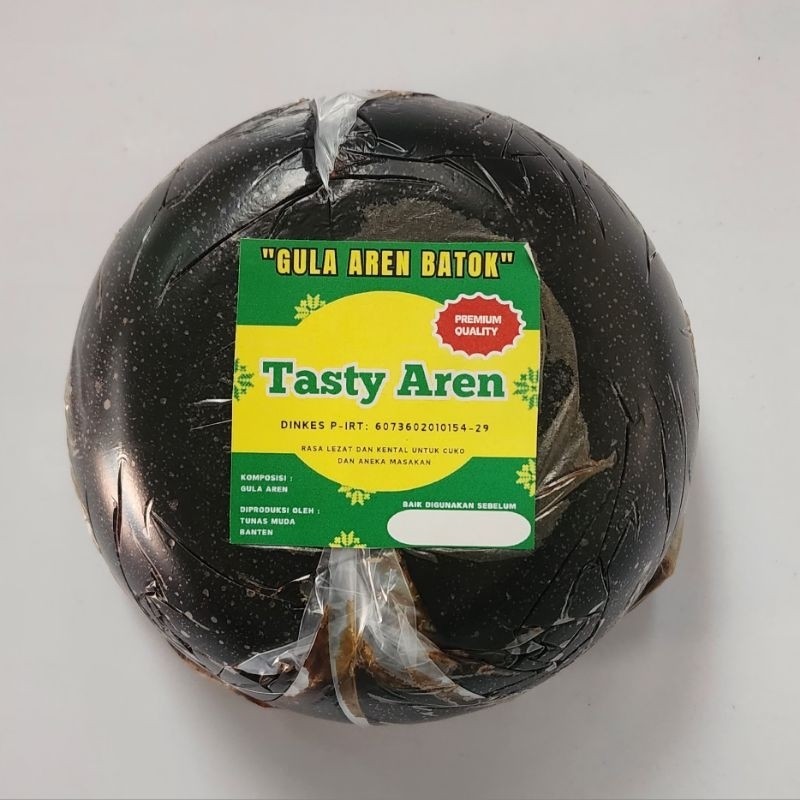 "GULA AREN BATOK"
PREMIUM
QUALITY
Tasty Aren
DINKES P-IRT: 6073602010154-29
RASA LEZAT DAN KENTAL UNTUK CUKO
DAN ANEKA MASAKAN
KOMPOSISI :
GULA AREN
DIPRODUKSI OLEH :
TUNAS MUDA
BANTEN
BAIK DIGUNAKAN SEBELUM